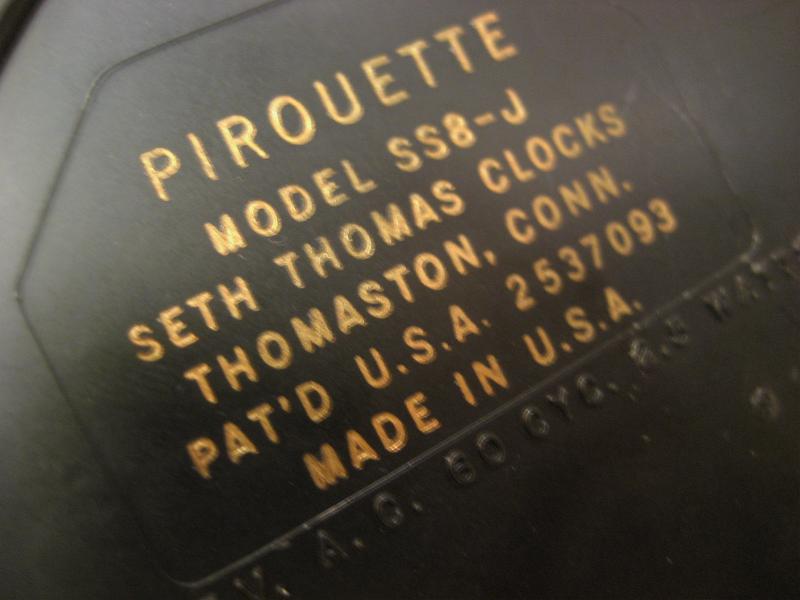 PIROUETTE
MODEL SS8-J
SETH THOMAS CLOCKS
THOMASTON, CONN.
PAT'D U.S.A. 2537093
MADE IN U.S.A.
V. A.C. 60 CYC.